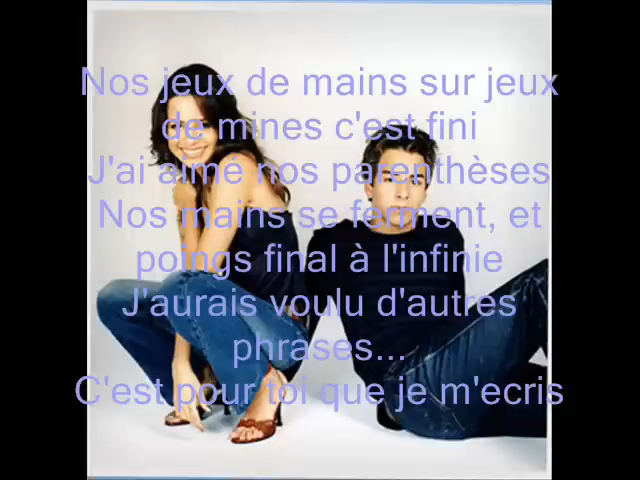 Nos jeux de mains sur jeux
de mines c'est fini
J'ai aimé nos parenthèses
Nos mains se ferment, et
poings final à l'infinie
J'aurais voulu d'autres
phrases...
C'est pour toi que je m'ecris